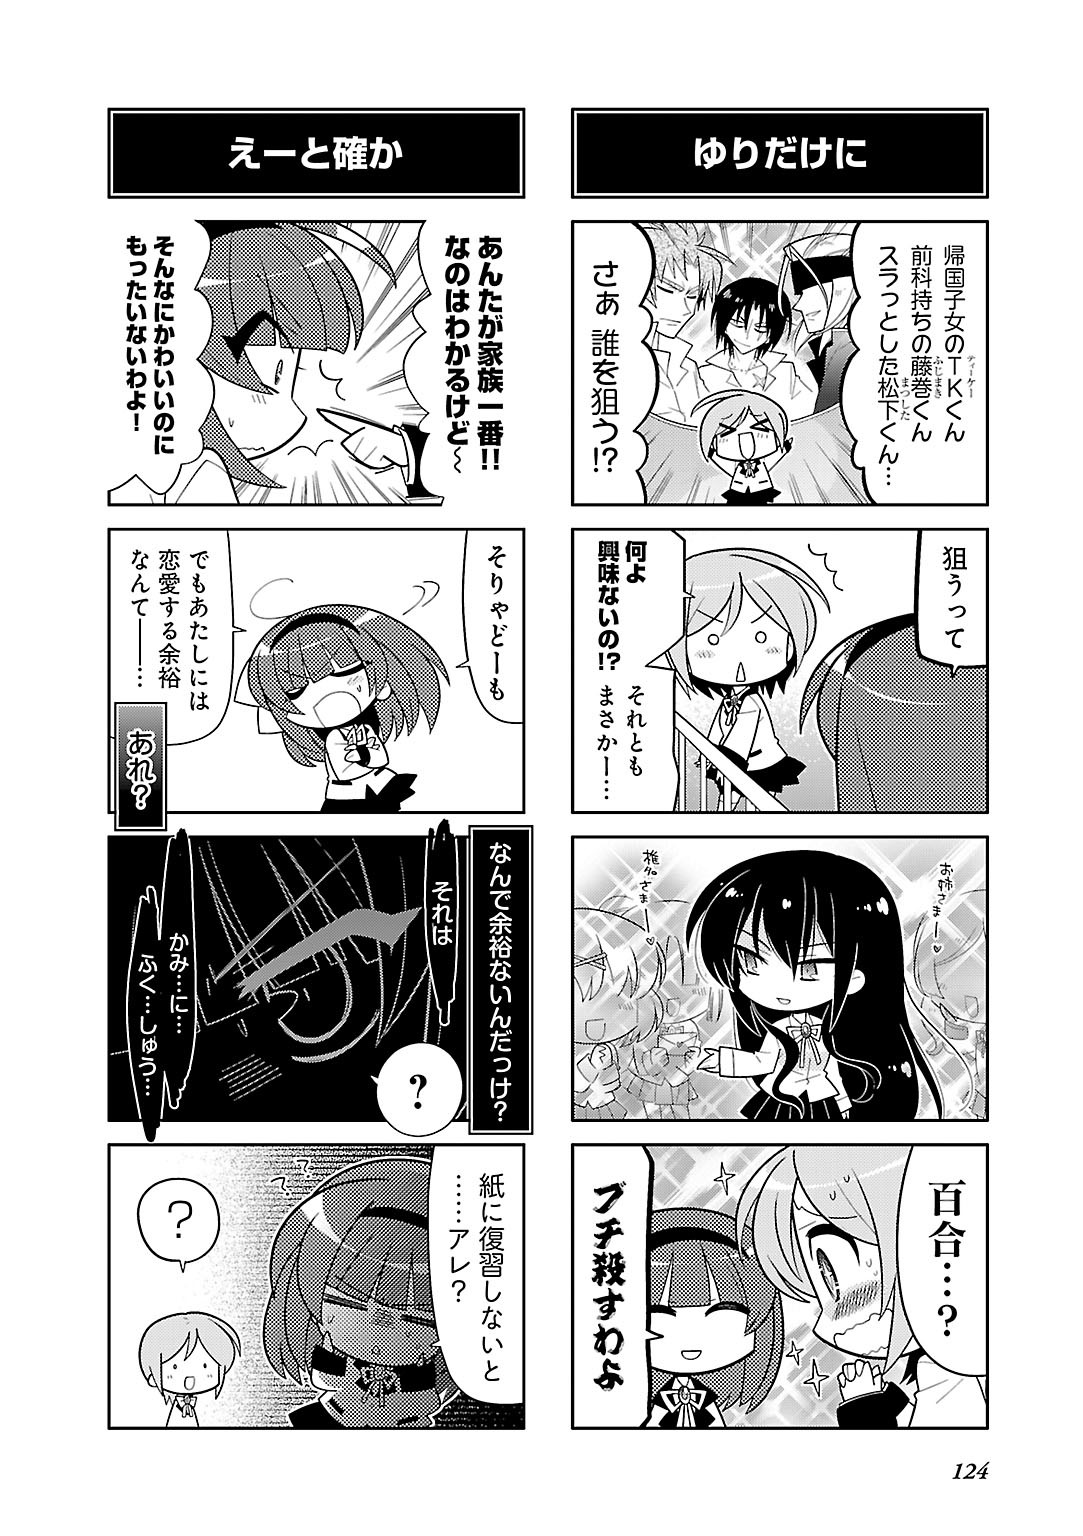 ゆりだけに
帰国子女のTKくん
ティーケー
前科持ちの藤巻くん
ふじまき
スラっとした松下くん…
まつした
さぁ 誰を狙う!?
狙うって
何よ
興味ないの!?
それとも
まさかー…
お姉さまー♥
椎名さまー♥
百合…?
ブチ殺すわよ
えーと確か
あんたが家族一番!!
なのはわかるけど〜
そんなにかわいいのに
もったいないわよ!
そりゃどーも
でもあたしには
恋愛する余裕
なんて――…
あれ?
なんで余裕ないんだっけ?
それは
?
かみ…に…
ふく…しゅう…
紙に復習しないと
……アレ?
??
?
124